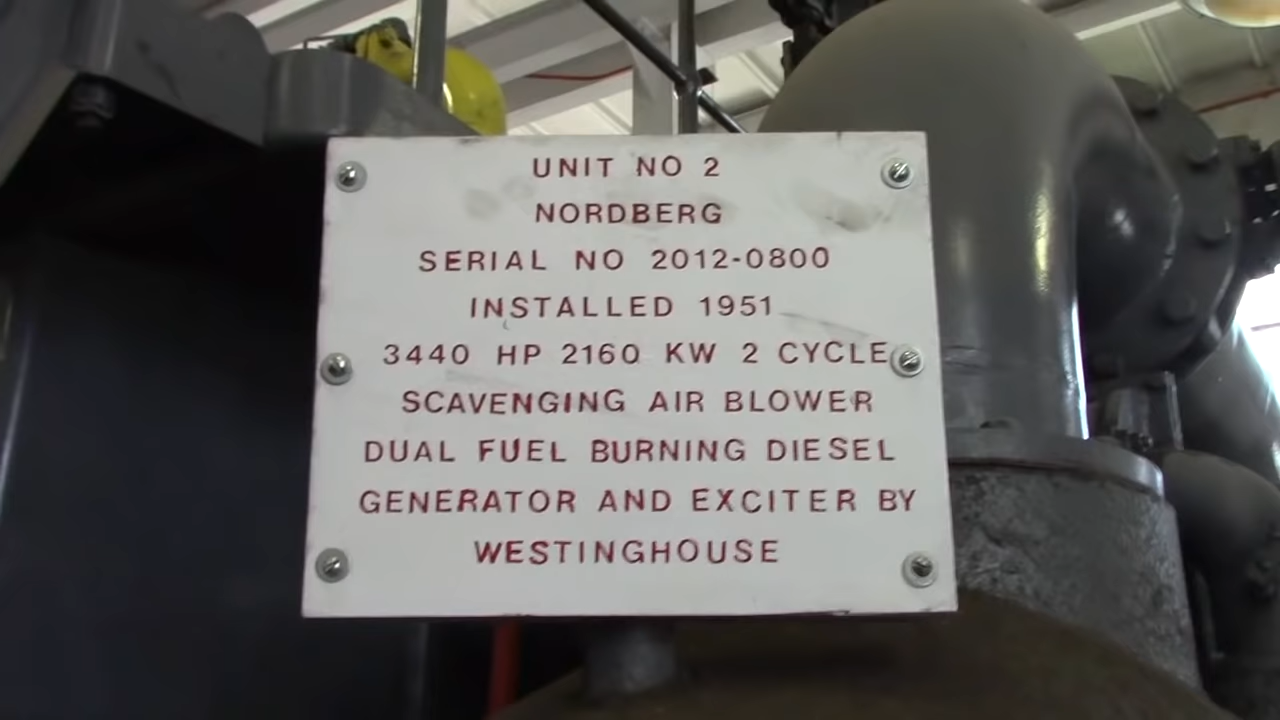 UNIT NO 2
NORDBERG
SERIAL NO 2012-0800
INSTALLED 1951
3440 HP 2160 KW 2 CYCLE
SCAVENGING AIR BLOWER
DUAL FUEL BURNING DIESEL
GENERATOR AND EXCITER BY
WESTINGHOUSE